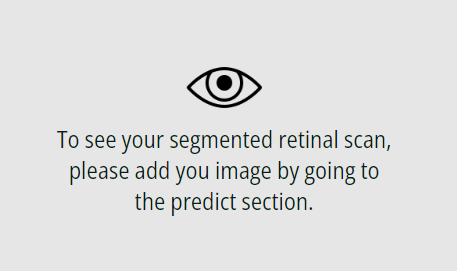 To see your segmented retinal scan,
please add you image by going to
the predict section.